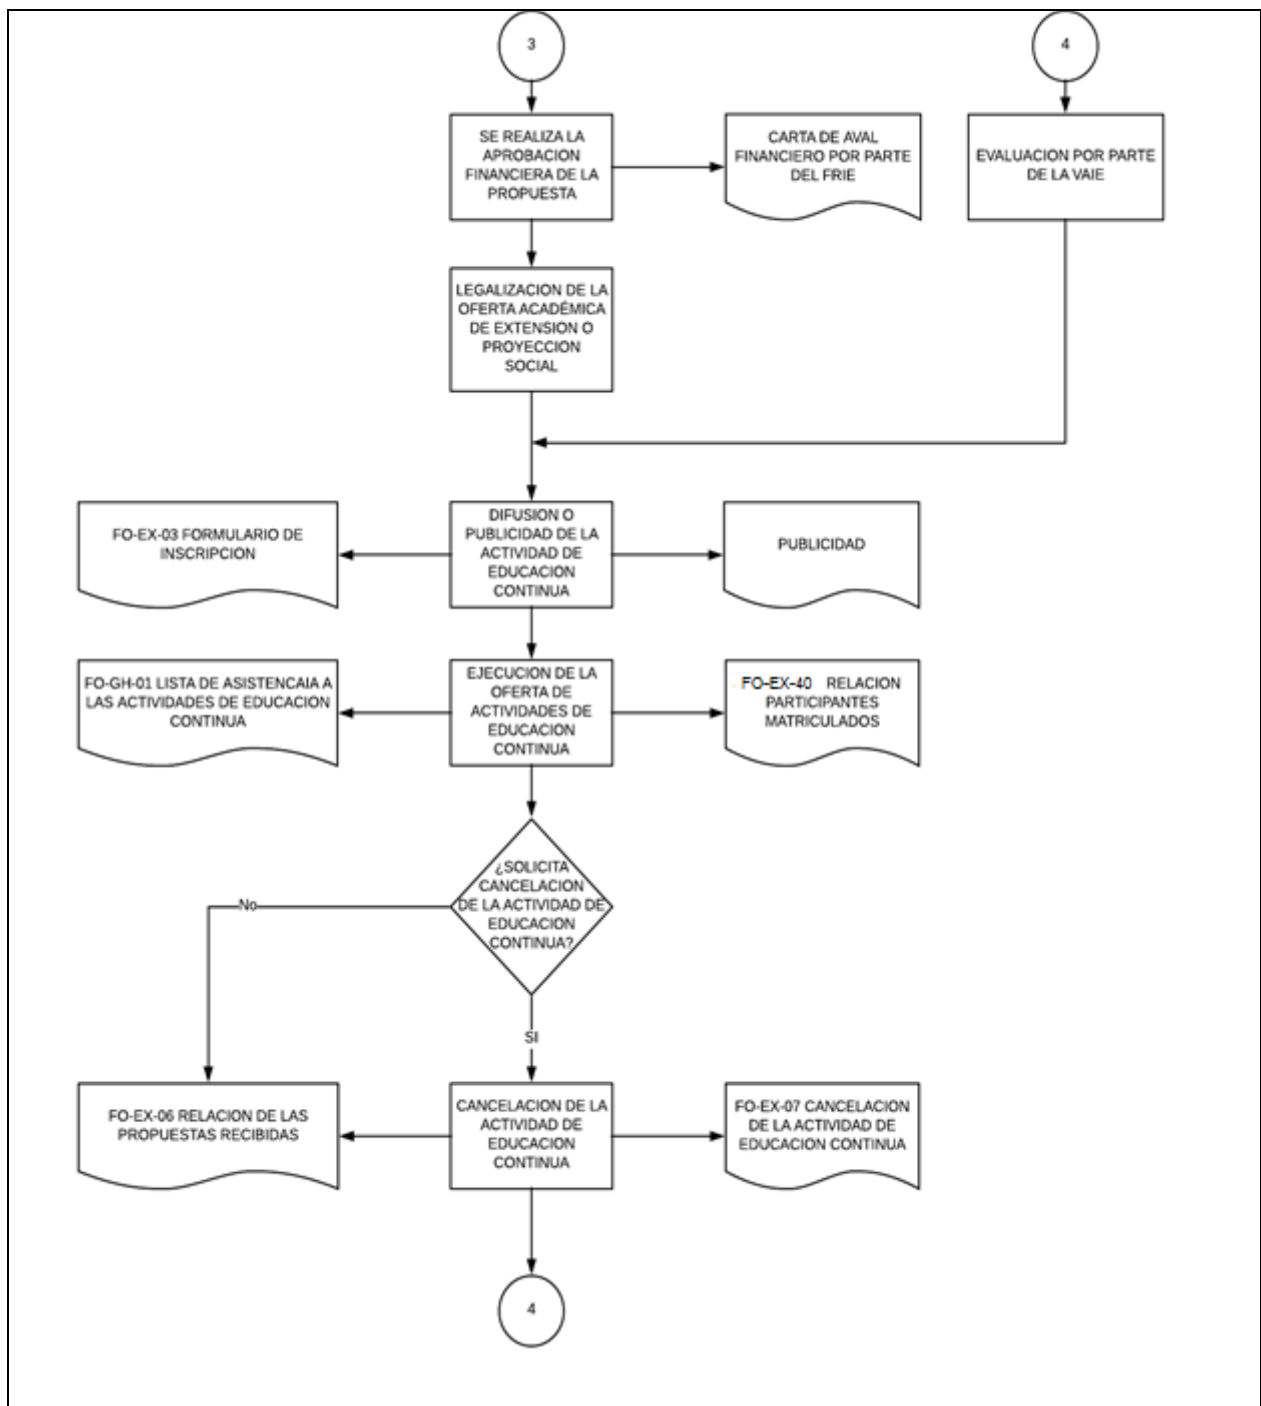 3
4
SE REALIZA LA
APROBACION
FINANCIERA DE LA
PROPUESTA
CARTA DE AVAL
FINANCIERO POR PARTE
DEL FRIE
EVALUACION POR PARTE
DE LA VAIE
LEGALIZACION DE LA
OFERTA ACADÉMICA
DE EXTENSION O
PROYECCION
SOCIAL
FO-EX-03 FORMULARIO DE
INSCRIPCION
DIFUSION O
PUBLICIDAD DE LA
ACTIVIDAD DE
EDUCACION
CONTINUA
PUBLICIDAD
FO-GH-01 LISTA DE ASISTENCAIA A
LAS ACTIVIDADES DE EDUCACION
CONTINUA
EJECUCION DE LA
OFERTA DE
ACTIVIDADES DE
EDUCACION
CONTINUA
FO-EX-40 RELACION
PARTICIPANTES
MATRICULADOS
¿SOLICITA
CANCELACION
DE LA ACTIVIDAD DE
EDUCACION
CONTINUA?
No
SI
FO-EX-06 RELACION DE LAS
PROPUESTAS RECIBIDAS
CANCELACION DE LA
ACTIVIDAD DE
EDUCACION
CONTINUA
FO-EX-07 CANCELACION
DE LA ACTIVIDAD DE
EDUCACION CONTINUA
4